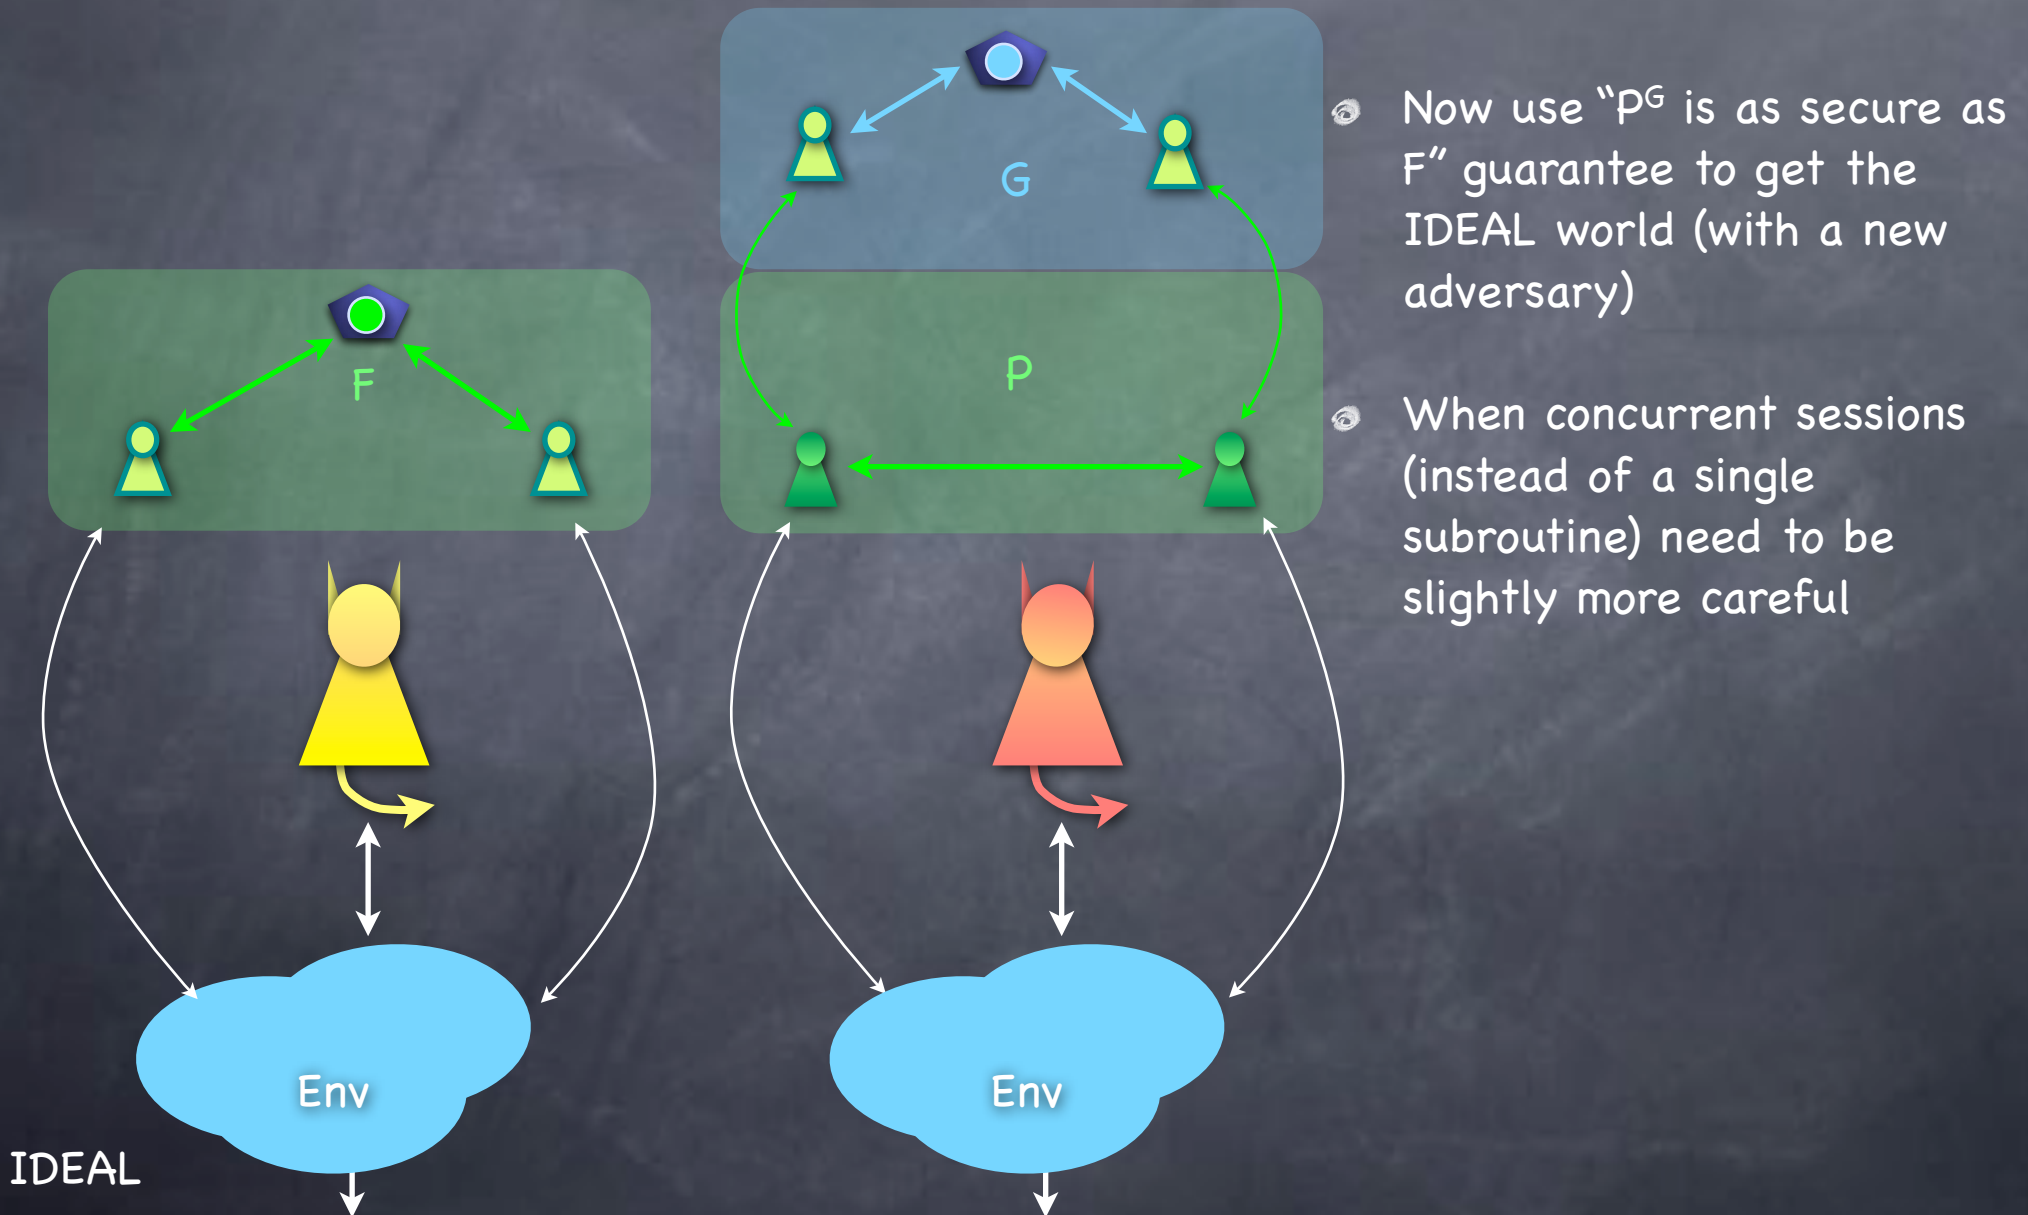 G
F
P
Env
Env
IDEAL
Now use “Pᴳ is as secure as
F” guarantee to get the
IDEAL world (with a new
adversary)
When concurrent sessions
(instead of a single
subroutine) need to be
slightly more careful